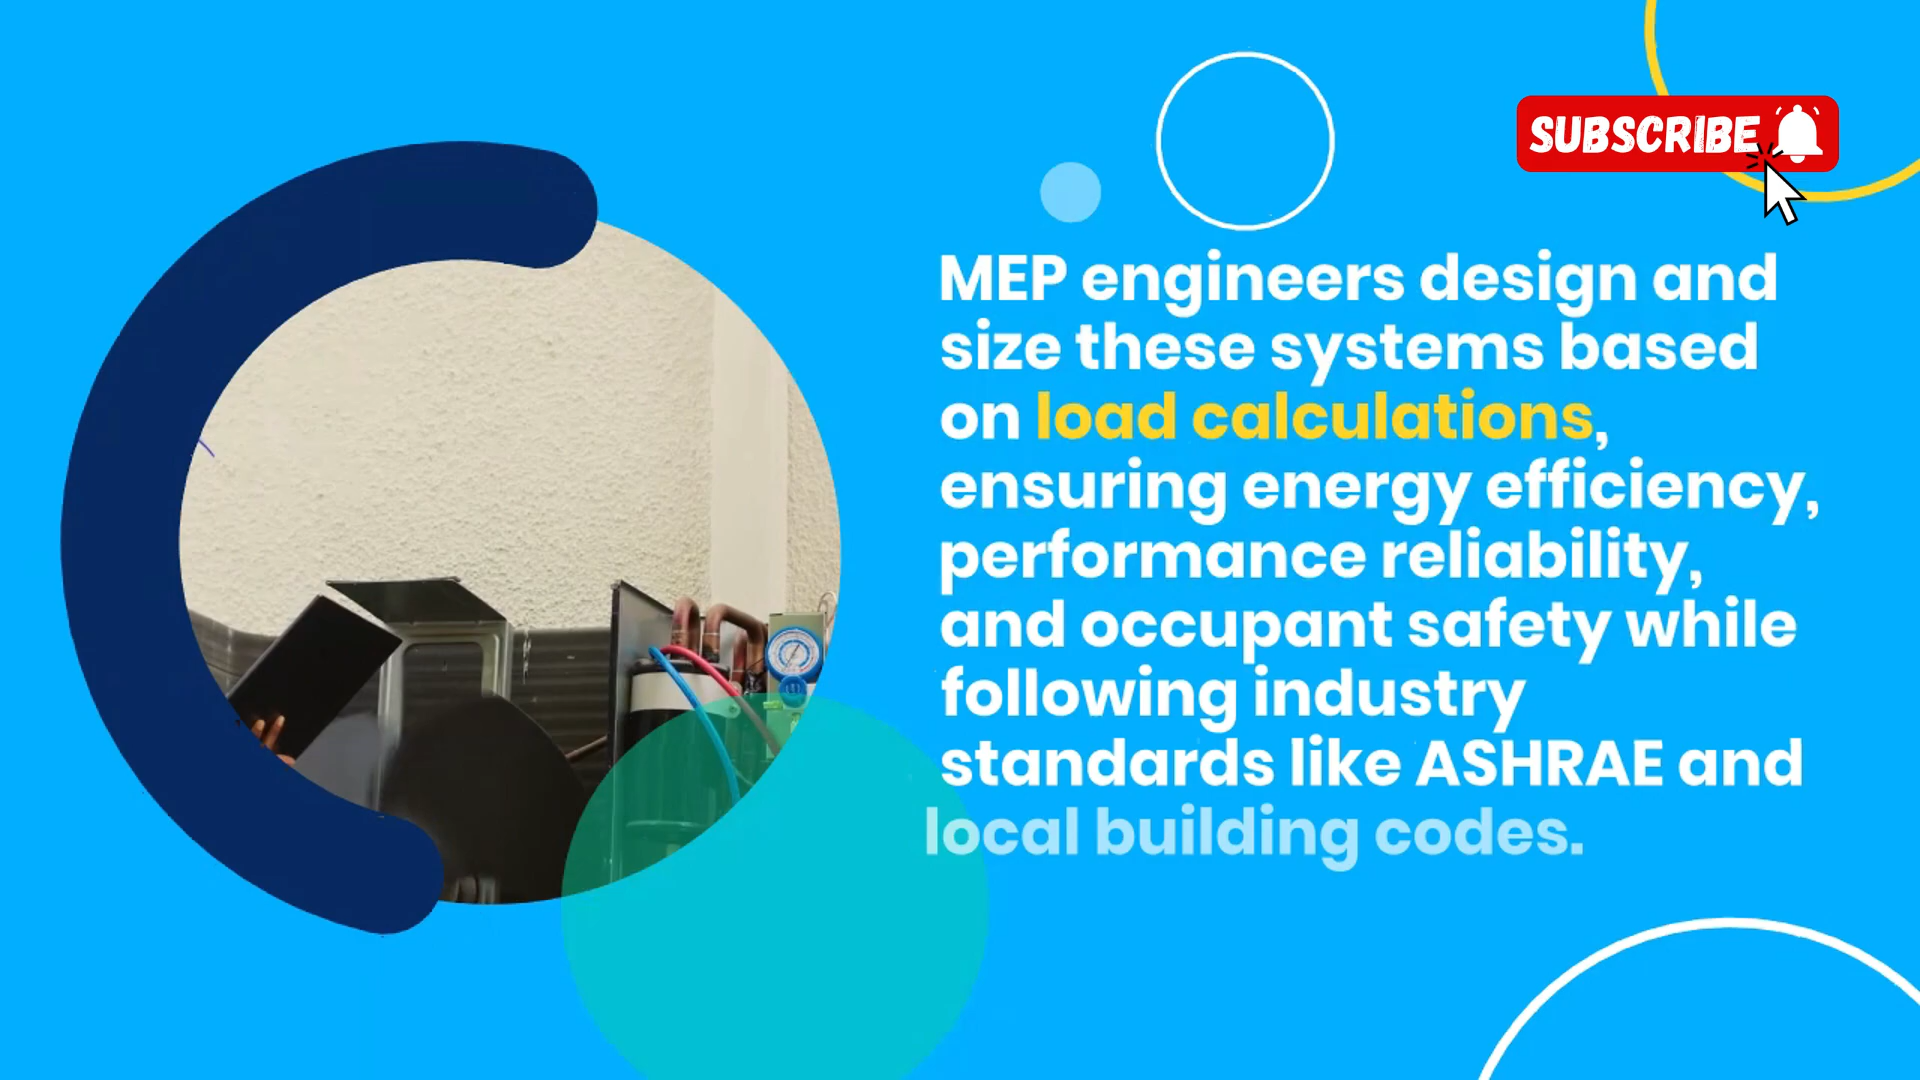 SUBSCRIBE
MEP engineers design and
size these systems based
on load calculations,
ensuring energy efficiency,
performance reliability,
and occupant safety while
following industry
standards like ASHRAE and
local building codes.